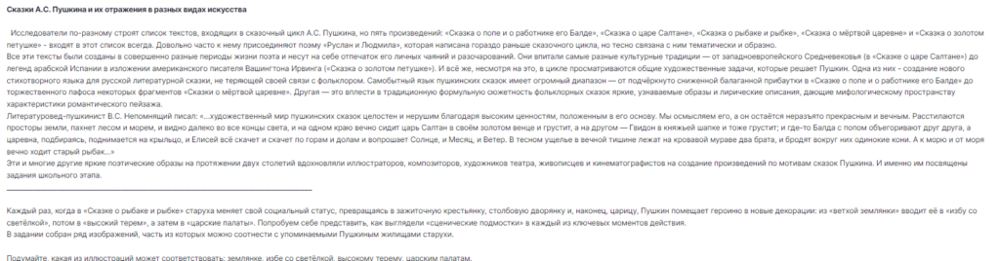 Сказки А.С. Пушкина и их отражения в разных видах искусства
Исследователи по-разному строят список текстов, входящих в сказочный цикл А.С. Пушкина, но пять произведений: «Сказка о попе и о работнике его Балде», «Сказка о царе Салтане», «Сказка о рыбаке и рыбке», «Сказка о мёртвой царевне» и «Сказка о золотом
петушке» - входят в этот список всегда. Довольно часто к нему присоединяют поэму «Руслан и Людмила», которая написана гораздо раньше сказочного цикла, но тесно связана с ним тематически и образно.
Все эти тексты были созданы в совершенно разные периоды жизни поэта и несут на себе отпечаток его личных чаяний и разочарований. Они впитали самые разные культурные традиции — от западноевропейского Средневековья (в «Сказке о царе Салтане») до
легенд арабской Испании в изложении американского писателя Вашингтона Ирвинга («Сказка о золотом петушке»). И всё же, несмотря на это, в цикле просматриваются общие художественные задачи, которые решает Пушкин. Одна из них - создание нового
стихотворного языка для русской литературной сказки, не теряющей своей связи с фольклором. Самобытный язык пушкинских сказок имеет огромный диапазон — от подчёркнуто сниженной балаганной прибаутки в «Сказке о попе и о работнике его Балде» до
торжественного пафоса некоторых фрагментов «Сказки о мёртвой царевне». Другая — это вплести в традиционную формульную сюжетность фольклорных сказок яркие, узнаваемые образы и лирические описания, дающие мифологическому пространству
характеристики романтического пейзажа.
Литературовед-пушкинист В.С. Непомнящий писал: «...художественный мир пушкинских сказок целостен и нерушим благодаря высоким ценностям, положенным в его основу. Мы осмысляем его, а он остаётся неразъято прекрасным и вечным. Расстилаются
просторы земли, пахнет лесом и морем, и видно далеко во все концы света, и на одном краю вечно сидит царь Салтан в своём золотом венце и грустит, а на другом — Гвидон в княжьей шапке и тоже грустит; и где-то Балда с попом объегоривают друг друга, а
царевна, подбираясь, поднимается на крыльцо, и Елисей всё скачет и скачет по горам и долам и вопрошает Солнце, и Месяц, и Ветер. В тесном ущелье в вечной тишине лежат на кровавой мураве два брата, и бродят вокруг них одинокие кони. А к морю и от моря
вечно ходит старый рыбак...»
Эти и многие другие яркие поэтические образы на протяжении двух столетий вдохновляли иллюстраторов, композиторов, художников театра, живописцев и кинематографистов на создание произведений по мотивам сказок Пушкина. И именно им посвящены
задания школьного этапа.
Каждый раз, когда в «Сказке о рыбаке и рыбке» старуха меняет свой социальный статус, превращаясь в зажиточную крестьянку, столбовую дворянку и, наконец, царицу, Пушкин помещает героиню в новые декорации: из «ветхой землянки» вводит её в «избу со
светёлкой», потом в «высокий терем», а затем в «царские палаты». Попробуем себе представить, как выглядели «сценические подмостки» в каждый из ключевых моментов действия.
В задании собран ряд изображений, часть из которых можно соотнести с упоминаемыми Пушкиным жилищами старухи.
Подумайте, какая из иллюстраций может соответствовать: землянке, избе со светёлкой, высокому терему, царским палатам.